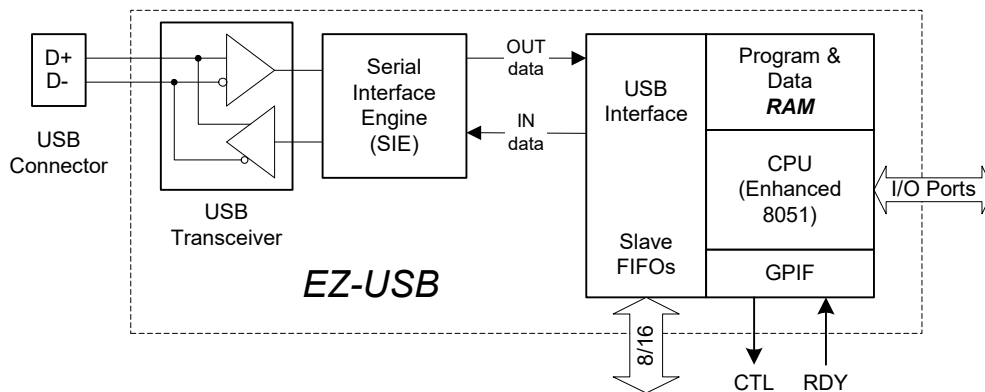 D+
D-
USB
Connector
USB
Transceiver
Serial
Interface
Engine
(SIE)
OUT
data
IN
data
USB
Interface
Slave
FIFOs
Program &
Data
RAM
CPU
(Enhanced
8051)
GPIF
I/O Ports
EZ-USB
8/16
CTL
RDY